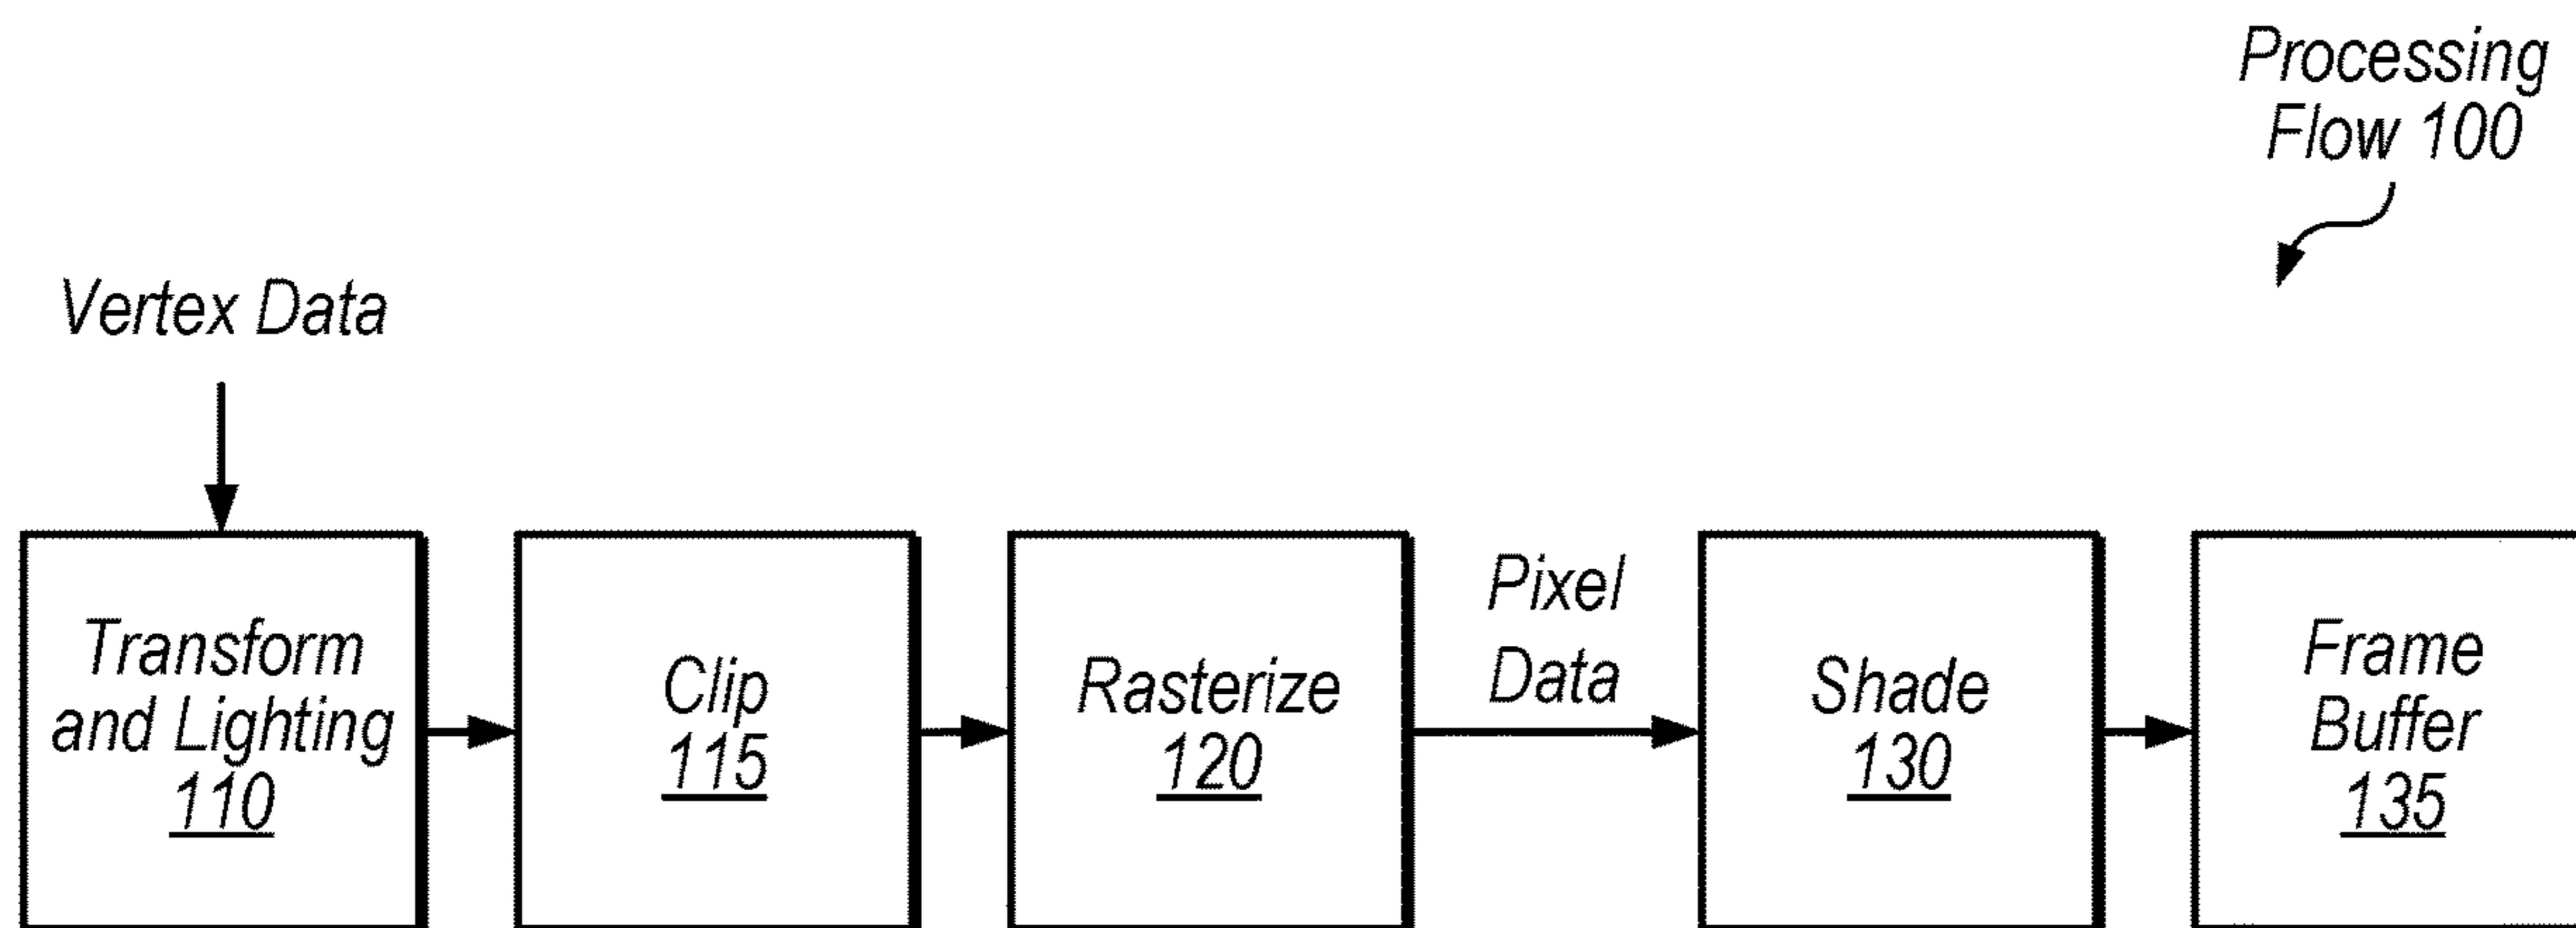 Processing
Flow 100
Vertex Data
Transform
and Lighting
110
Clip
115
Rasterize
120
Pixel
Data
Shade
130
Frame
Buffer
135